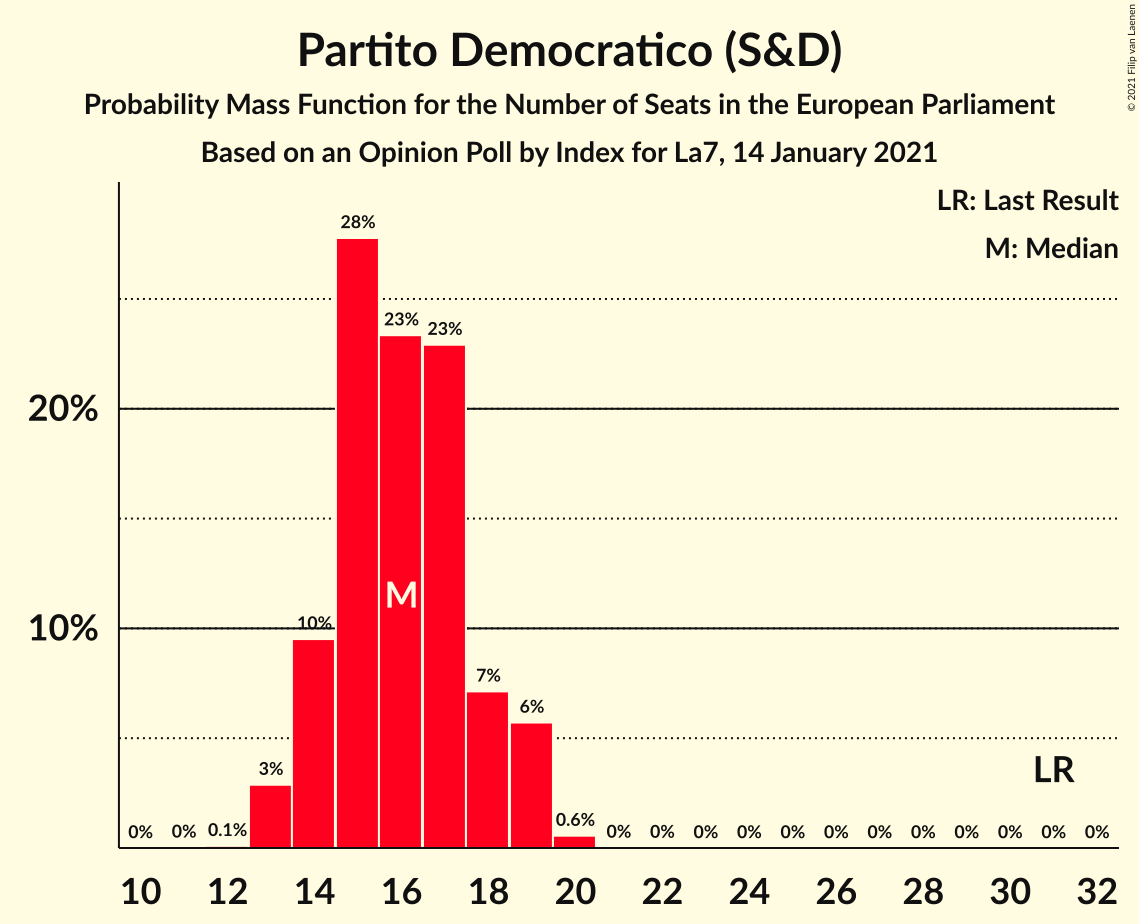 Partito Democratico (S&D)
Probability Mass Function for the Number of Seats in the European Parliament
Based on an Opinion Poll by Index for La7, 14 January 2021
© 2021 Filip van Laenen
LR: Last Result
M: Median
28%
23%
23%
20%
M
10%
10%
7%
6%
3%
LR
0%
0%
0.1%
0.6%
0%
0%
0%
0%
0%
0%
0%
0%
0%
0%
0%
0%
10 12 14 16 18 20 22 24 26 28 30 32